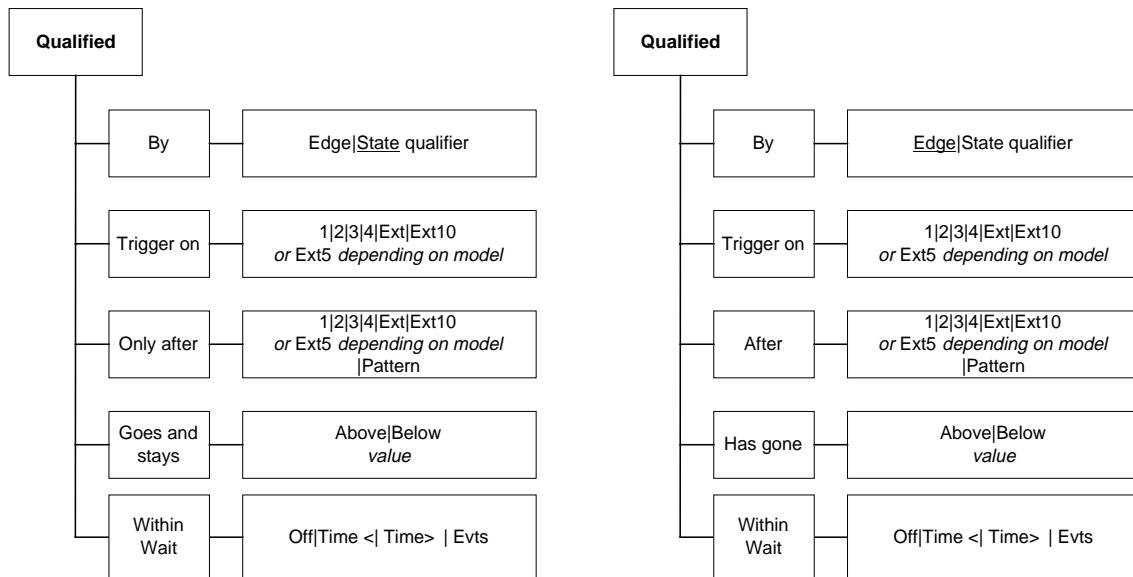 Qualified
By
Edge|State qualifier
Trigger on
1|2|3|4|Ext|Ext10
or Ext5 depending on model
Only after
1|2|3|4|Ext|Ext10
or Ext5 depending on model
|Pattern
Goes and
stays
Above|Below
value
Within
Wait
Off|Time <| Time> | Evts
Qualified
By
Edge|State qualifier
Trigger on
1|2|3|4|Ext|Ext10
or Ext5 depending on model
After
1|2|3|4|Ext|Ext10
or Ext5 depending on model
|Pattern
Has gone
Above|Below
value
Within
Wait
Off|Time <| Time> | Evts